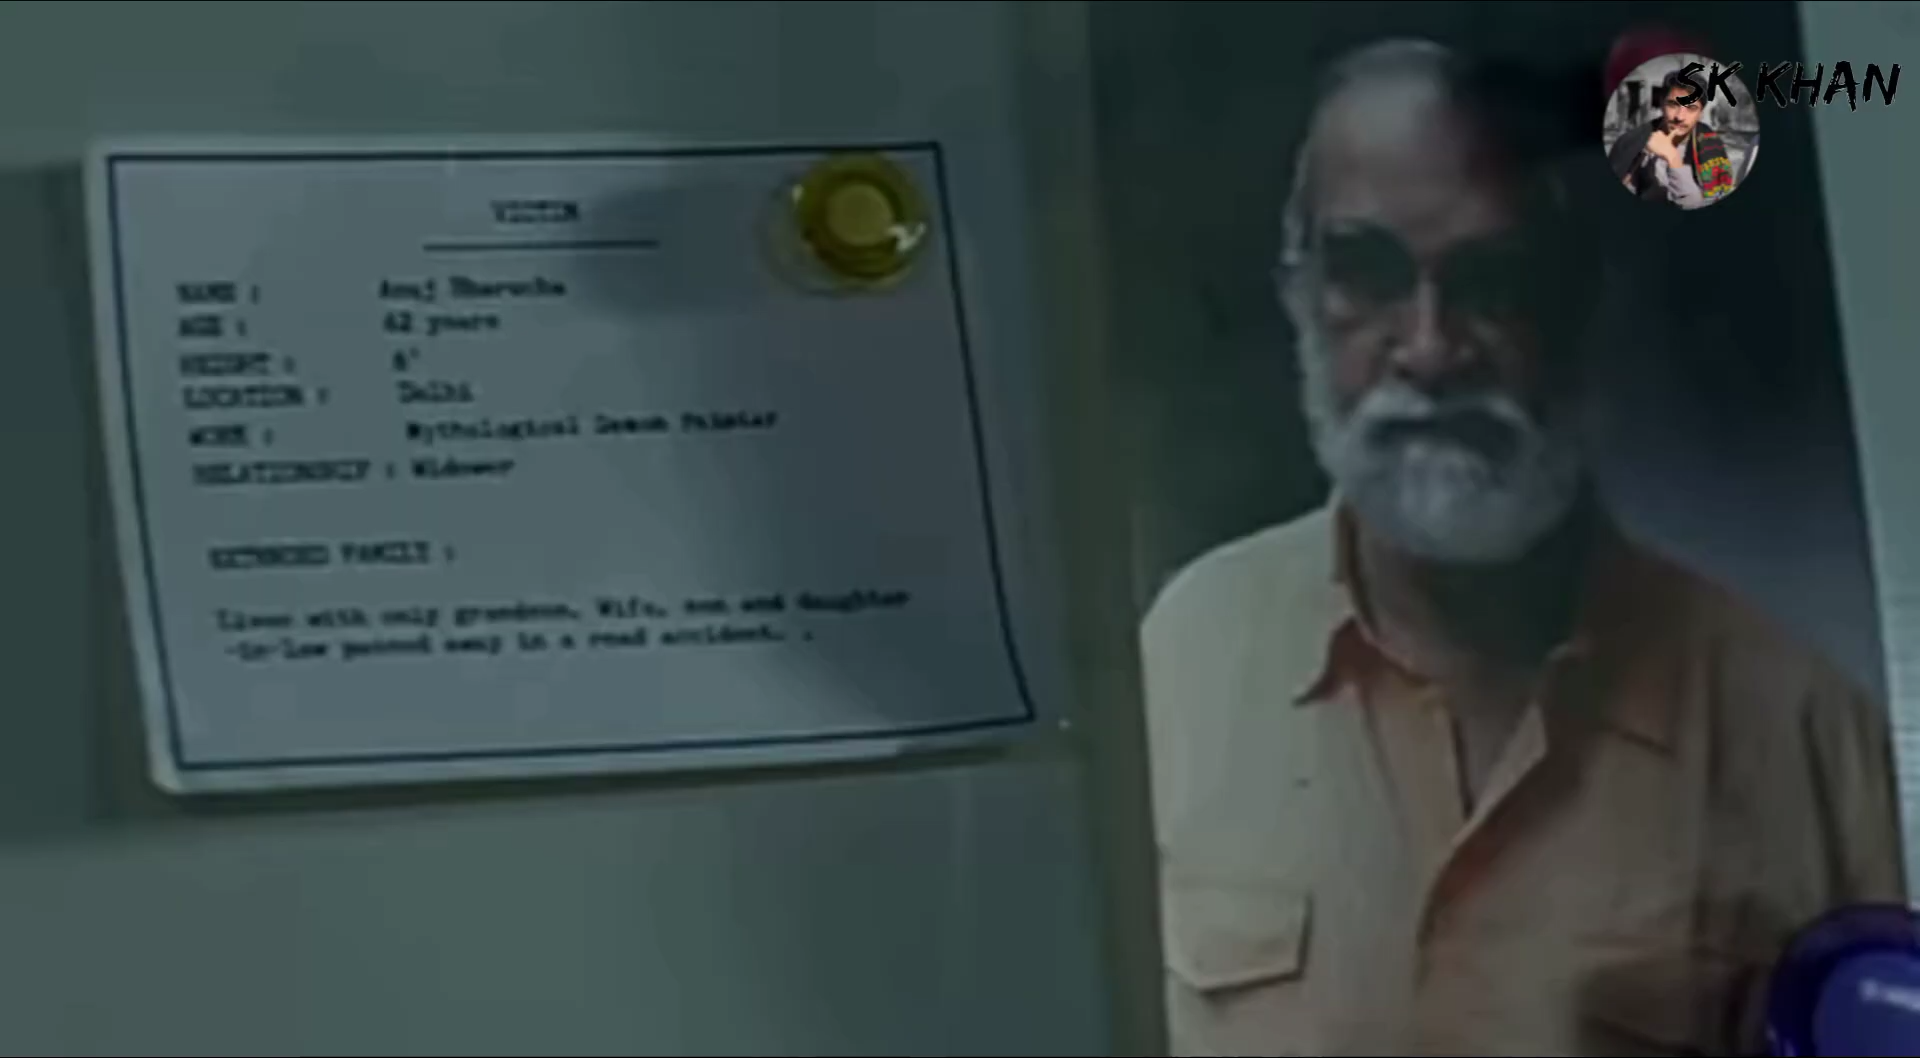 SK KHAN
VICTIM
NAME : Anuj Bharucha
AGE : 62 years
HEIGHT : 6'
LOCATION : Delhi
WORK : Mythological Demon Painter
RELATIONSHIP : Widower
EXTENDED FAMILY :
Lives with only grandson. Wife, son and daughter
-in-law passed away in a road accident. .